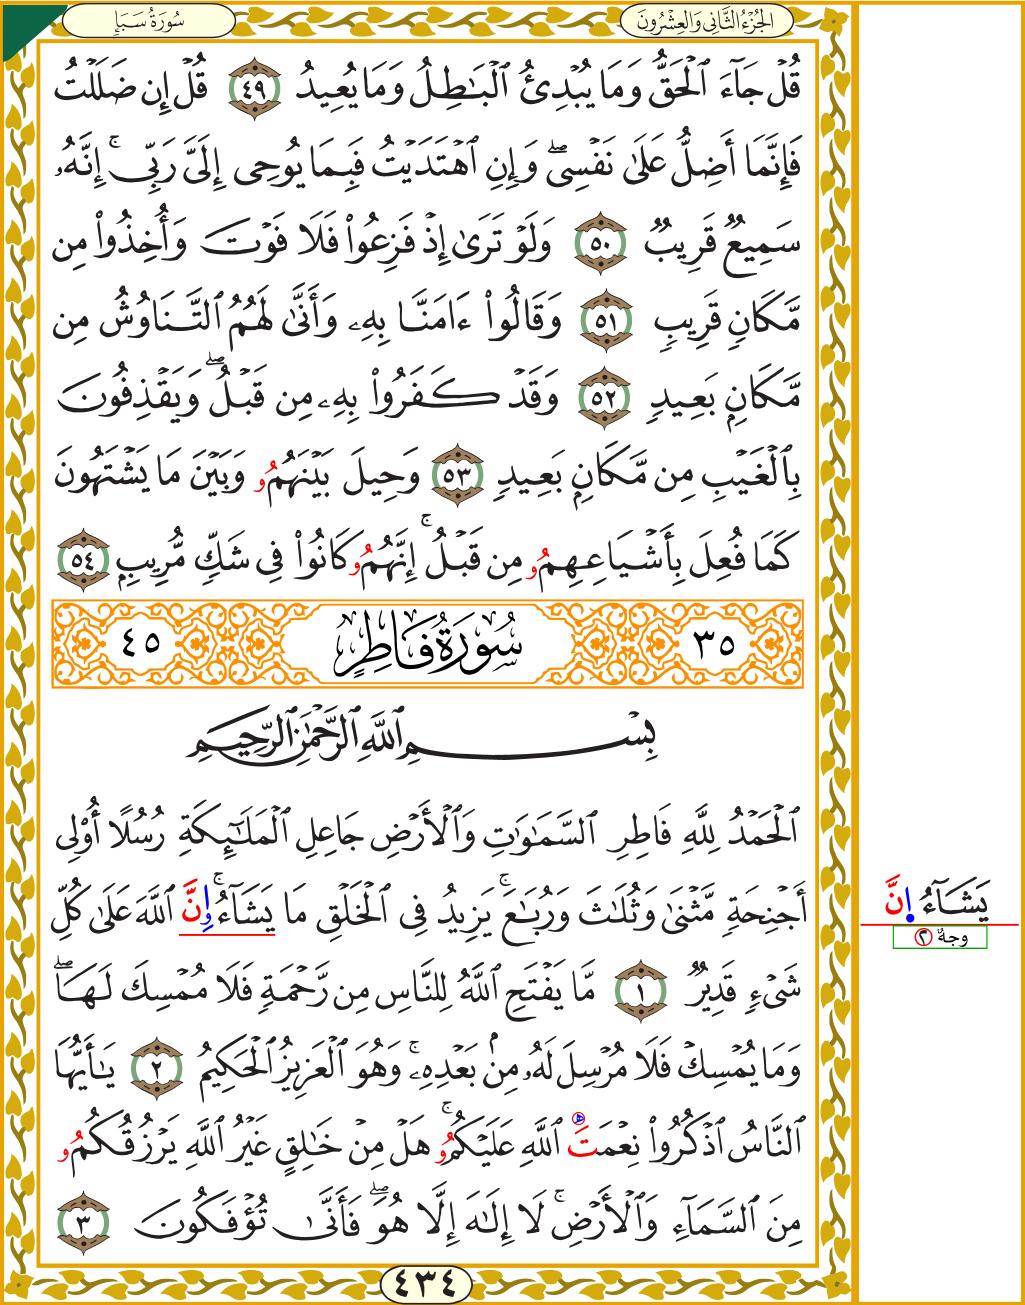 الجُزْءُ الثَّانِي وَالعِشْرُونَ
سُورَةُ سَبَإٍ
قُلۡ جَآءَ ٱلۡحَقُّ وَمَا يُبۡدِئُ ٱلۡبَٰطِلُ وَمَا يُعِيدُ ٤٩ قُلۡ إِن ضَلَلۡتُ
فَإِنَّمَآ أَضِلُّ عَلَىٰ نَفۡسِيۖ وَإِنِ ٱهۡتَدَيۡتُ فَبِمَا يُوحِي إِلَيَّ رَبِّيٓۚ إِنَّهُۥ
سَمِيعٞ قَرِيبٞ ٥٠ وَلَوۡ تَرَىٰٓ إِذۡ فَزِعُواْ فَلَا فَوۡتَ وَأُخِذُواْ مِن
مَّكَانٖ قَرِيبٖ ٥١ وَقَالُوٓاْ ءَامَنَّا بِهِۦ وَأَنَّىٰ لَهُمُ ٱلتَّنَاوُشُ مِن
مَّكَانِۭ بَعِيدٖ ٥٢ وَقَدۡ كَفَرُواْ بِهِۦ مِن قَبۡلُۖ وَيَقۡذِفُونَ
بِٱلۡغَيۡبِ مِن مَّكَانِۭ بَعِيدٖ ٥٣ وَحِيلَ بَيۡنَهُمُۥ وَبَيۡنَ مَا يَشۡتَهُونَ
كَمَا فُعِلَ بِأَشۡيَاعِهِمُۥ مِن قَبۡلُۚ إِنَّهُمُۥ كَانُواْ فِي شَكّٖ مُّرِيبِۭ ٥٤
٣٥ سُورَةُ فَاطِرٍ ٤٥
بِسۡمِ ٱللَّهِ ٱلرَّحۡمَٰنِ ٱلرَّحِيمِ
ٱلۡحَمۡدُ لِلَّهِ فَاطِرِ ٱلسَّمَٰوَٰتِ وَٱلۡأَرۡضِ جَاعِلِ ٱلۡمَلَٰٓئِكَةِ رُسُلًا أُوْلِيٓ
أَجۡنِحَةٖ مَّثۡنَىٰ وَثُلَٰثَ وَرُبَٰعَۚ يَزِيدُ فِي ٱلۡخَلۡقِ مَا يَشَآءُۚ وِنَّ ٱللَّهَ عَلَىٰ كُلِّ
شَيۡءٖ قَدِيرٞ ١ مَّا يَفۡتَحِ ٱللَّهُ لِلنَّاسِ مِن رَّحۡمَةٖ فَلَا مُمۡسِكَ لَهَاۖ
وَمَا يُمۡسِكۡ فَلَا مُرۡسِلَ لَهُۥ مِنۢ بَعۡدِهِۦۚ وَهُوَ ٱلۡعَزِيزُ ٱلۡحَكِيمُ ٢ يَٰٓأَيُّهَا
ٱلنَّاسُ ٱذۡكُرُواْ نِعۡمَتَ ٱللَّهِ عَلَيۡكُمُۥۚ هَلۡ مِنۡ خَٰلِقٍ غَيۡرُ ٱللَّهِ يَرۡزُقُكُمُۥ
مِنَ ٱلسَّمَآءِ وَٱلۡأَرۡضِۚ لَآ إِلَٰهَ إِلَّا هُوَۖ فَأَنَّىٰ تُؤۡفَكُونَ ٣
٤٣٤
يَشَآءُ اِنَّ
وجهٌ ٢